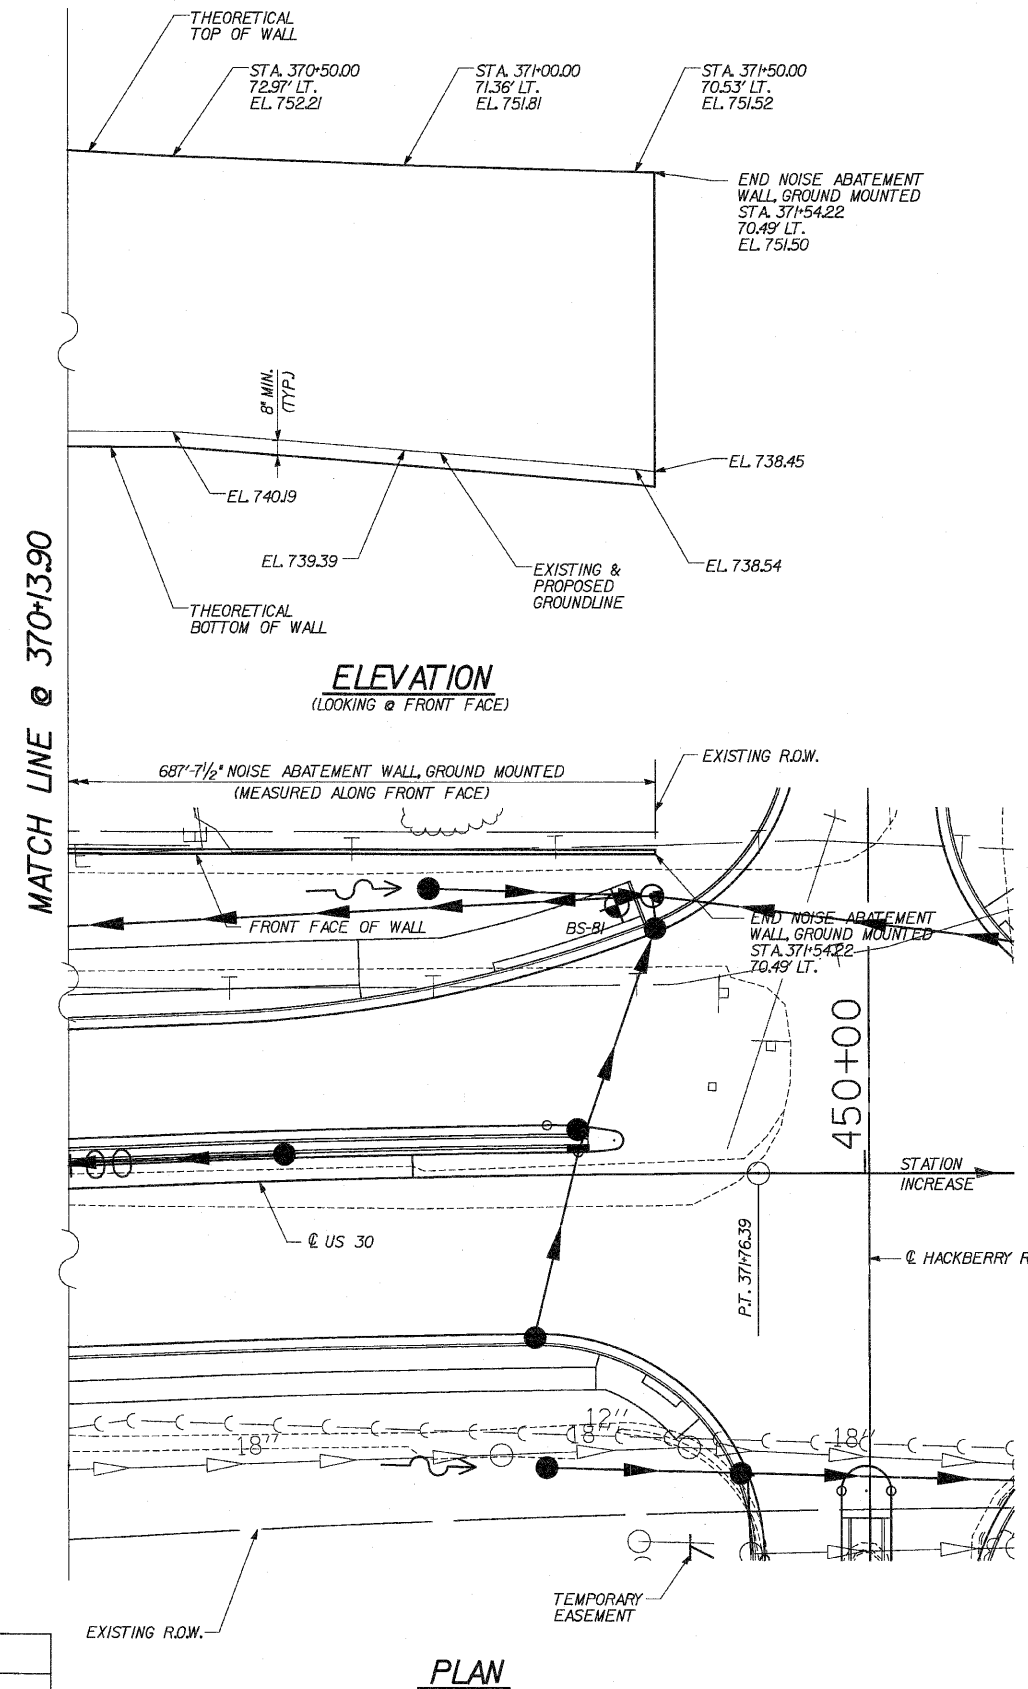 THEORETICAL
TOP OF WALL
STA. 370+50.00
72.97' LT.
EL. 752.21
STA. 371+00.00
71.36' LT.
EL. 751.81
STA. 371+50.00
70.53' LT.
EL. 751.52
END NOISE ABATEMENT
WALL, GROUND MOUNTED
STA. 371+54.22
70.49' LT.
EL. 751.50
8" MIN.
(TYP.)
EL. 738.45
EL. 740.19
EL. 739.39
EXISTING &
PROPOSED
GROUNDLINE
EL. 738.54
THEORETICAL
BOTTOM OF WALL
MATCH LINE @ 370+13.90
ELEVATION
(LOOKING @ FRONT FACE)
687'-7½" NOISE ABATEMENT WALL, GROUND MOUNTED
(MEASURED ALONG FRONT FACE)
EXISTING R.O.W.
FRONT FACE OF WALL
BS-81
END NOISE ABATEMENT
WALL, GROUND MOUNTED
STA. 371+54.22
70.49' LT.
450+00
STATION
INCREASE
℄ US 30
P.T. 371+76.39
℄ HACKBERRY R
12"
18"
18"
18"
TEMPORARY
EASEMENT
EXISTING R.O.W.
PLAN